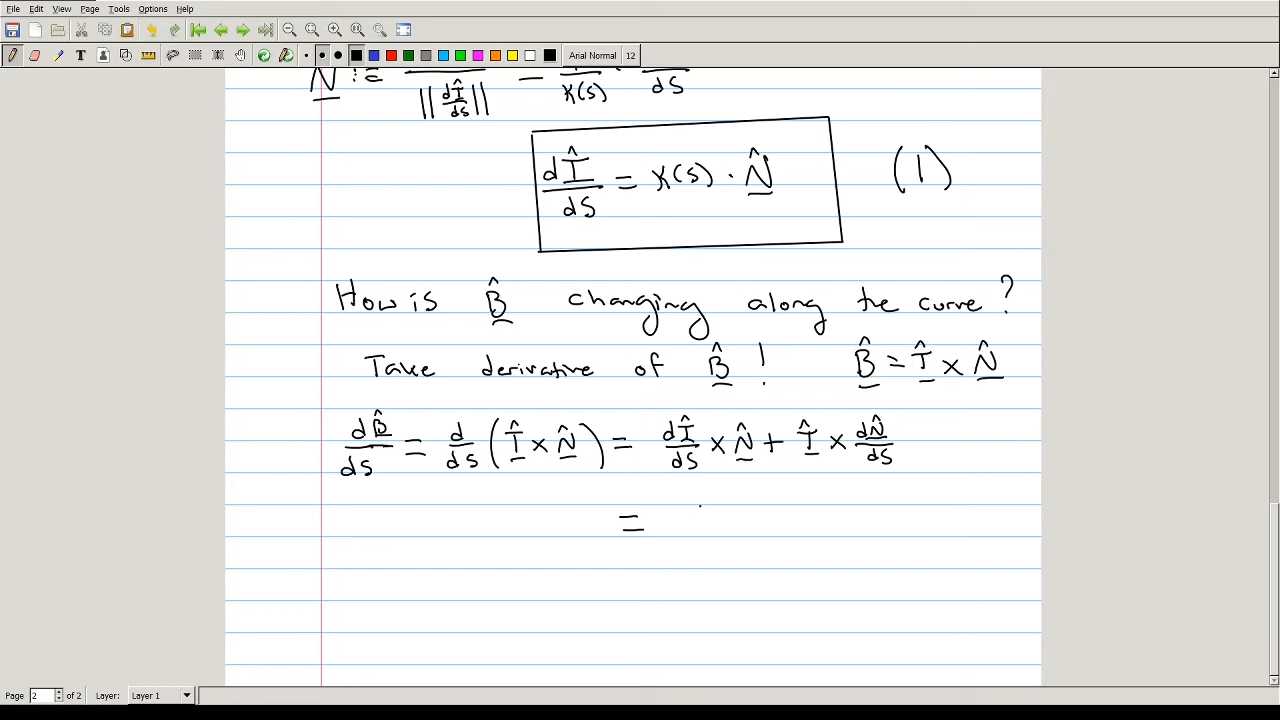 File Edit View Page Tools Options Help
T Arial Normal 12
N̂ := ――― = ――― · ―――
||dT̂/ds|| K(s) ds
dT̂/ds = K(s) · N̂ (1)
How is B̂ changing along the curve?
Take derivative of B̂ ! B̂ = T̂ × N̂
dB̂/ds = d/ds (T̂ × N̂) = dT̂/ds × N̂ + T̂ × dN̂/ds
=
Page 2 of 2 Layer: Layer 1